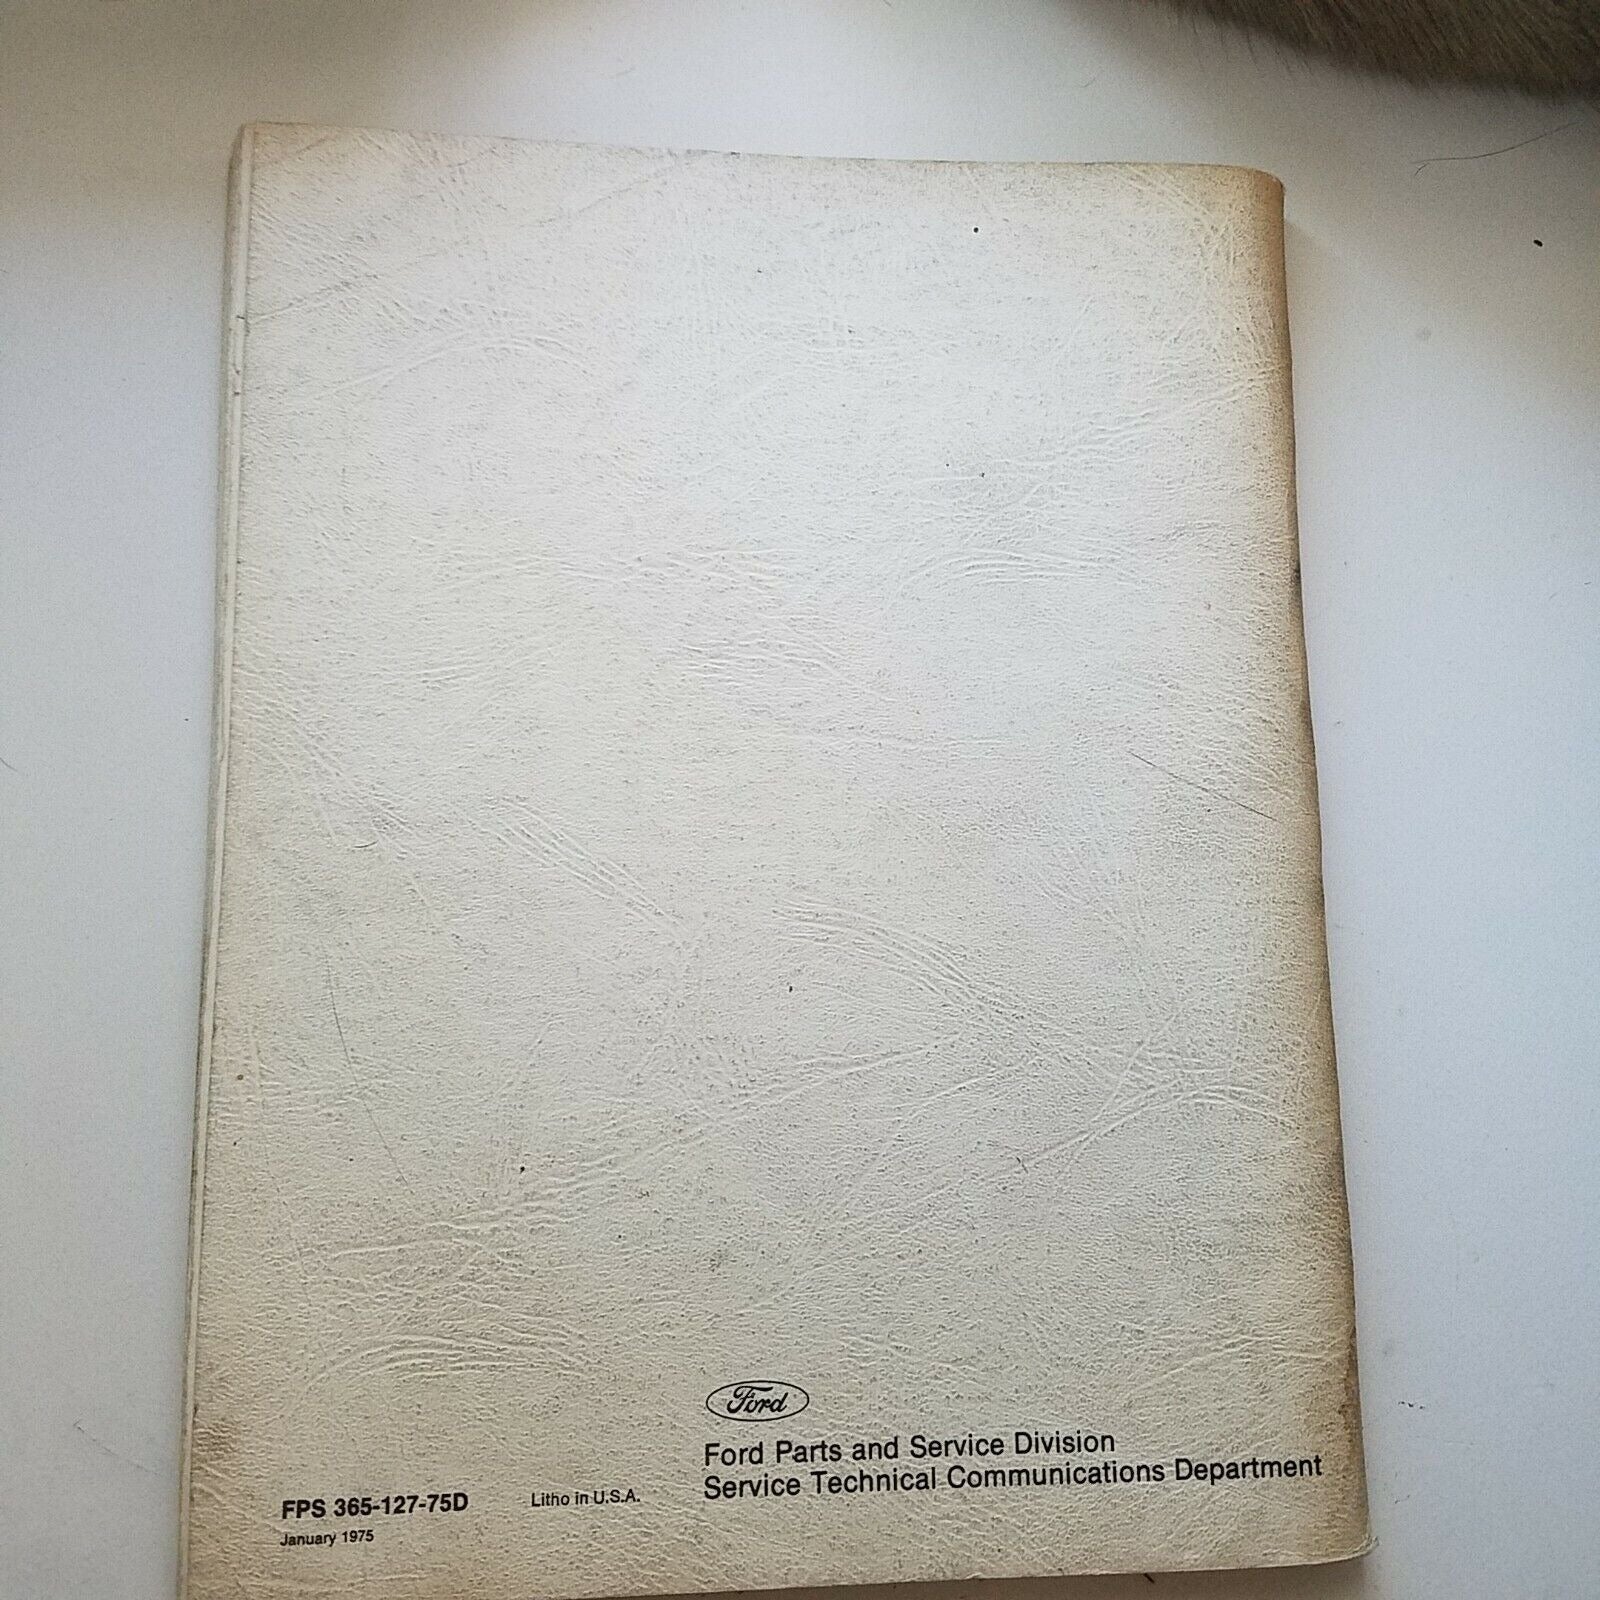 Ford
Ford Parts and Service Division
Service Technical Communications Department
FPS 365-127-75D
Litho in U.S.A.
January 1975